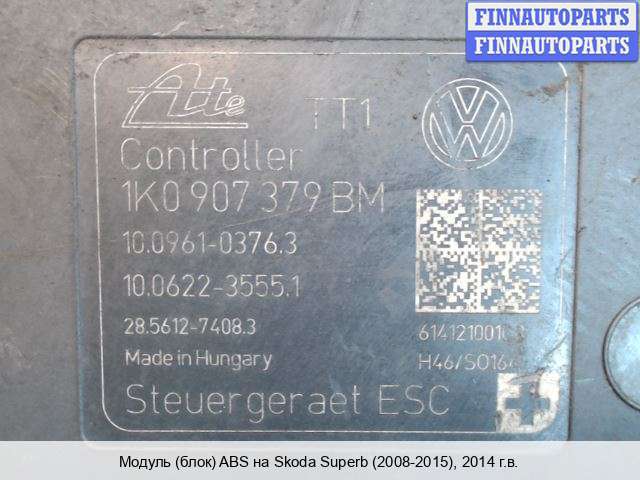 FINNAUTOPARTS
FINNAUTOPARTS
Ate TT1
Controller
1K0 907 379 BM
10.0961-0376.3
10.0622-3555.1
28.5612-7408.3
Made in Hungary
Steuergeraet ESC
Модуль (блок) ABS на Skoda Superb (2008-2015), 2014 г.в.